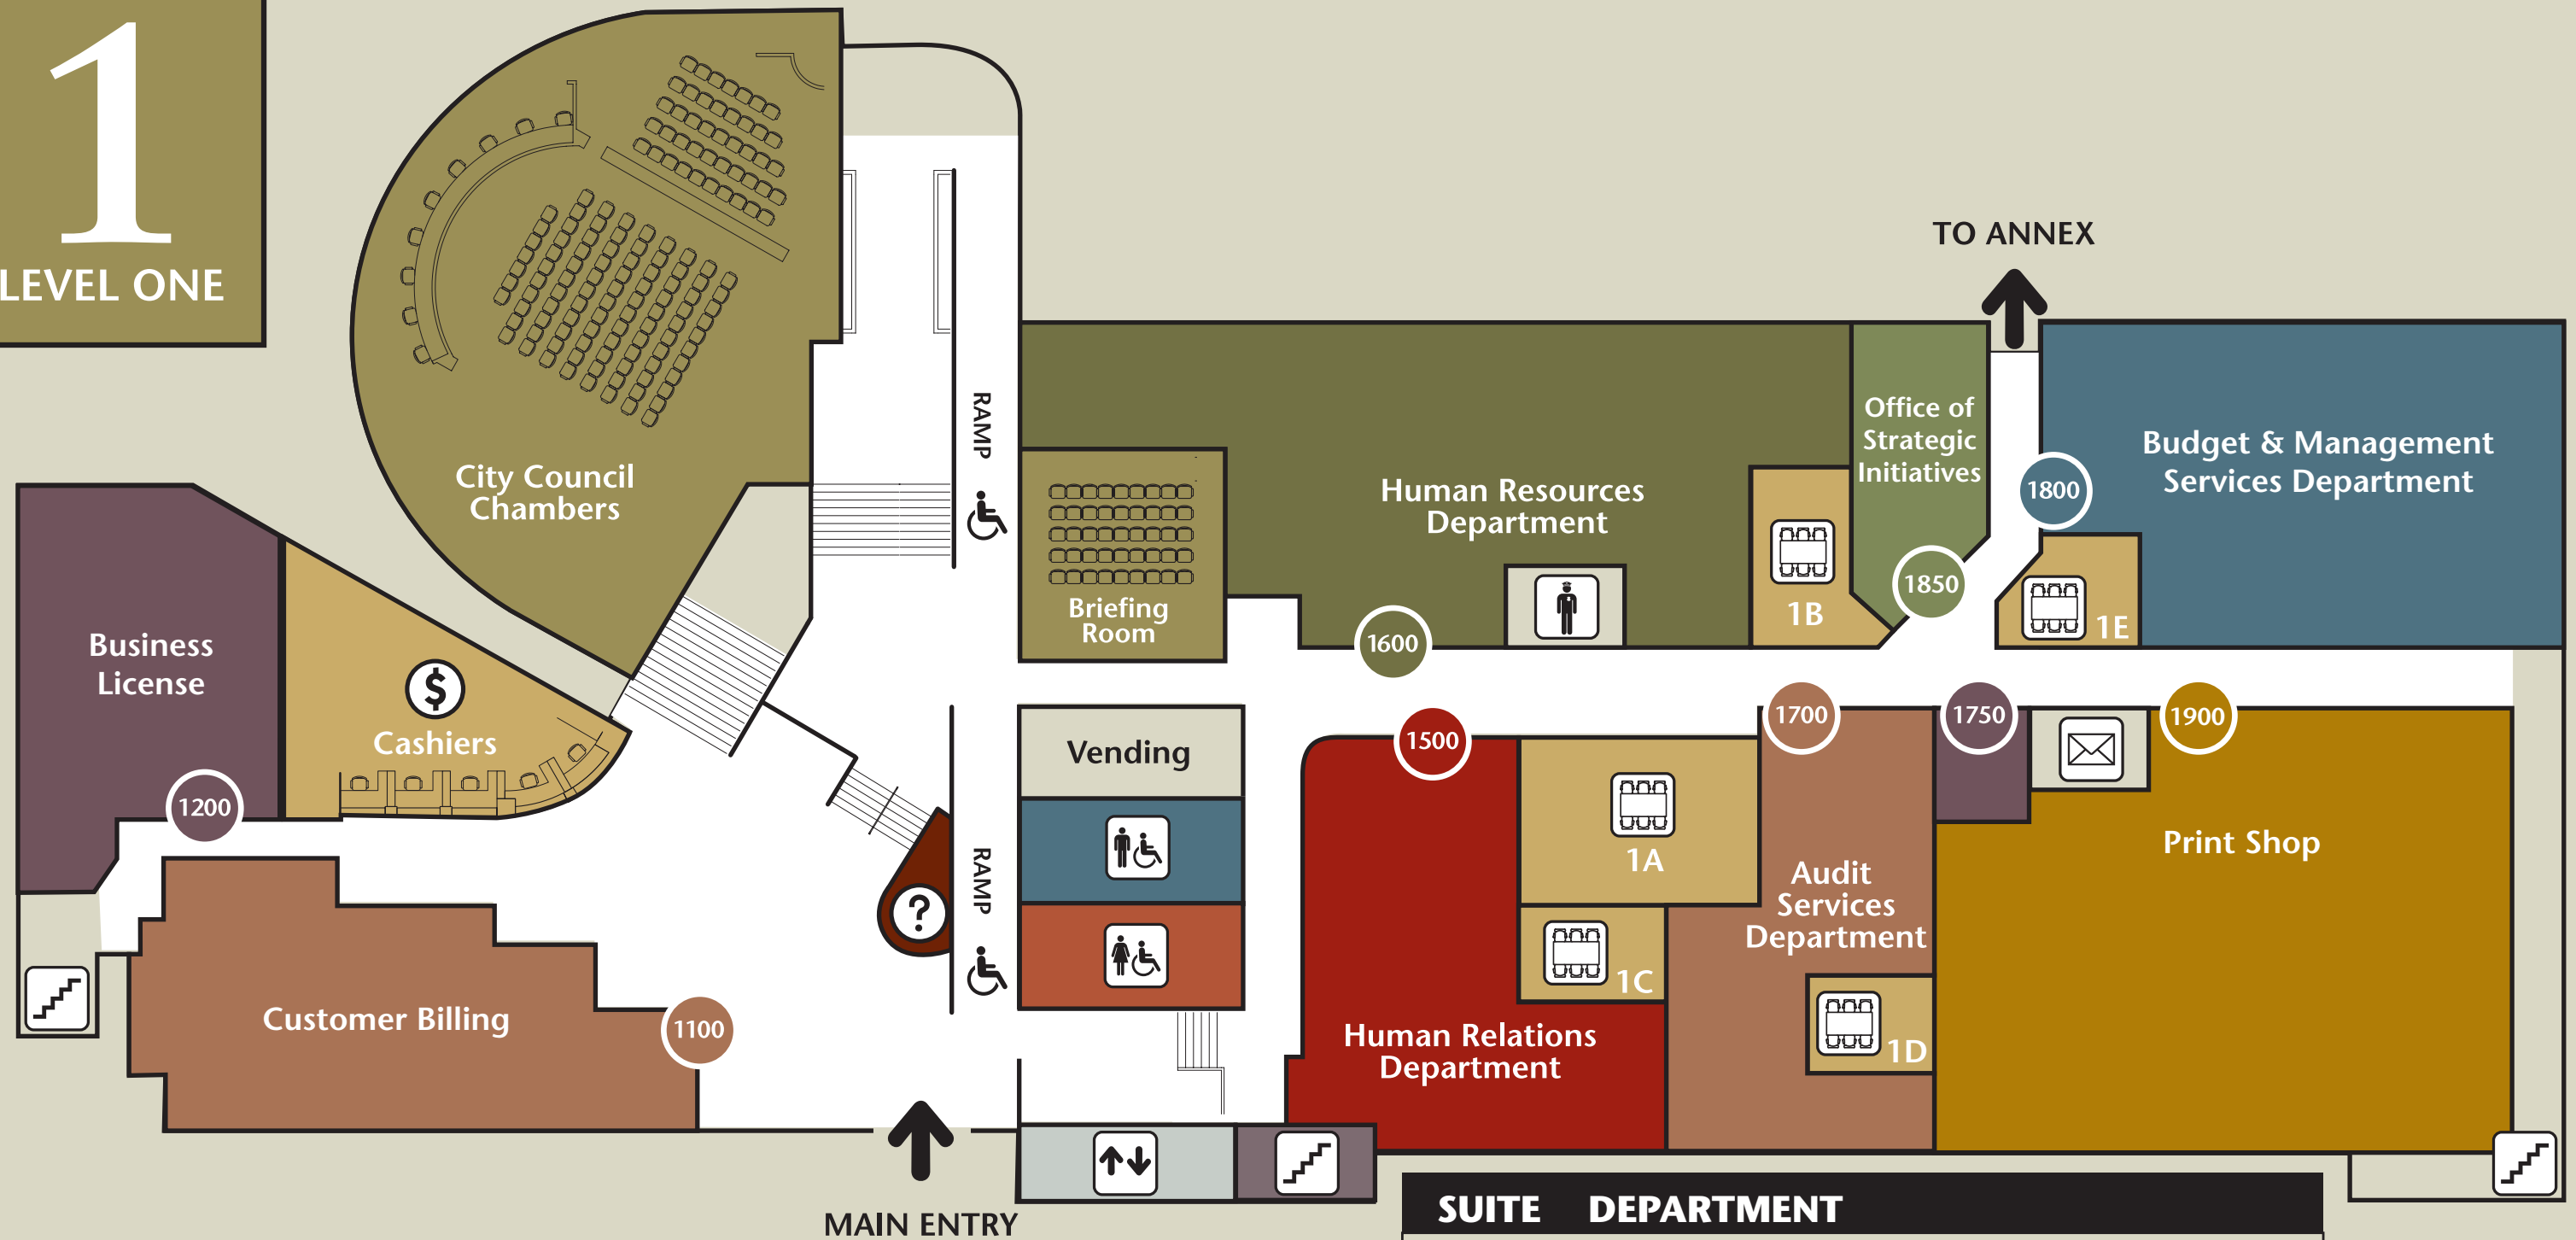 1
LEVEL ONE
TO ANNEX
RAMP
City Council
Chambers
Briefing
Room
Human Resources
Department
1600
1B
Office of
Strategic
Initiatives
1850
1800
Budget & Management
Services Department
1E
Business
License
1200
$
Cashiers
Vending
1500
1700
1750
1900
1A
Audit
Services
Department
Print Shop
?
RAMP
1C
1D
Customer Billing
1100
Human Relations
Department
MAIN ENTRY
SUITE DEPARTMENT